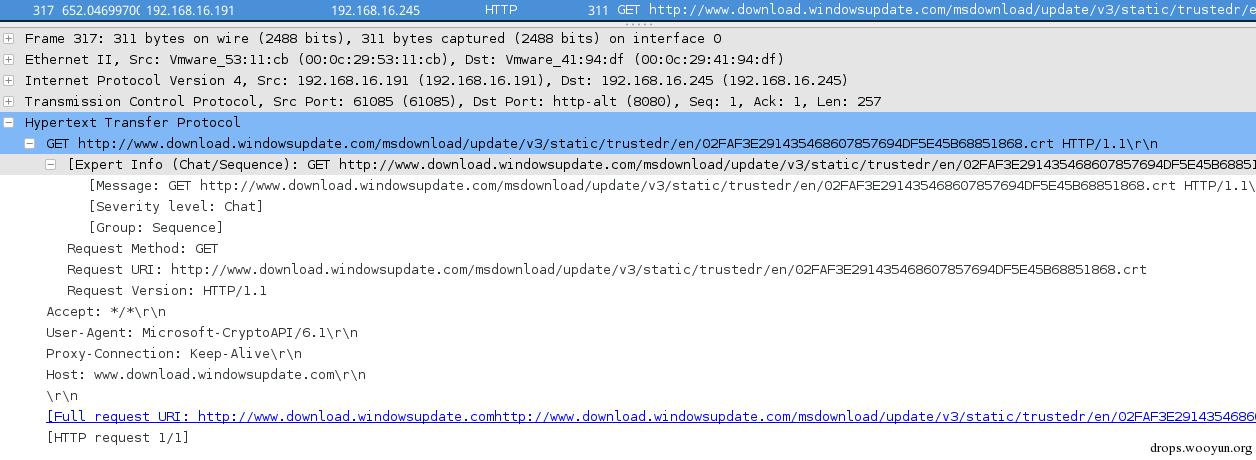 317 652.04699700 192.168.16.191 192.168.16.245 HTTP 311 GET http://www.download.windowsupdate.com/msdownload/update/v3/static/trustedr/e
Frame 317: 311 bytes on wire (2488 bits), 311 bytes captured (2488 bits) on interface 0
Ethernet II, Src: Vmware_53:11:cb (00:0c:29:53:11:cb), Dst: Vmware_41:94:df (00:0c:29:41:94:df)
Internet Protocol Version 4, Src: 192.168.16.191 (192.168.16.191), Dst: 192.168.16.245 (192.168.16.245)
Transmission Control Protocol, Src Port: 61085 (61085), Dst Port: http-alt (8080), Seq: 1, Ack: 1, Len: 257
Hypertext Transfer Protocol
GET http://www.download.windowsupdate.com/msdownload/update/v3/static/trustedr/en/02FAF3E291435468607857694DF5E45B68851868.crt HTTP/1.1\r\n
[Expert Info (Chat/Sequence): GET http://www.download.windowsupdate.com/msdownload/update/v3/static/trustedr/en/02FAF3E291435468607857694DF5E45B68851
[Message: GET http://www.download.windowsupdate.com/msdownload/update/v3/static/trustedr/en/02FAF3E291435468607857694DF5E45B68851868.crt HTTP/1.1\
[Severity level: Chat]
[Group: Sequence]
Request Method: GET
Request URI: http://www.download.windowsupdate.com/msdownload/update/v3/static/trustedr/en/02FAF3E291435468607857694DF5E45B68851868.crt
Request Version: HTTP/1.1
Accept: */*\r\n
User-Agent: Microsoft-CryptoAPI/6.1\r\n
Proxy-Connection: Keep-Alive\r\n
Host: www.download.windowsupdate.com\r\n
\r\n
[Full request URI: http://www.download.windowsupdate.comhttp://www.download.windowsupdate.com/msdownload/update/v3/static/trustedr/en/02FAF3E2914354686
[HTTP request 1/1]
drops.wooyun.org